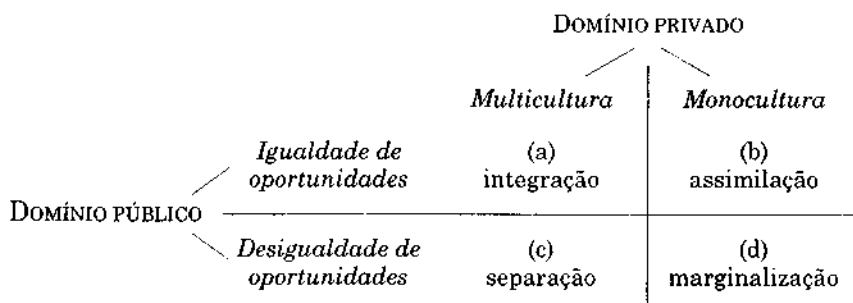 DOMÍNIO PRIVADO
Multicultura Monocultura
Igualdade de (a) (b)
oportunidades integração assimilação
DOMÍNIO PÚBLICO
Desigualdade de (c) (d)
oportunidades separação marginalização